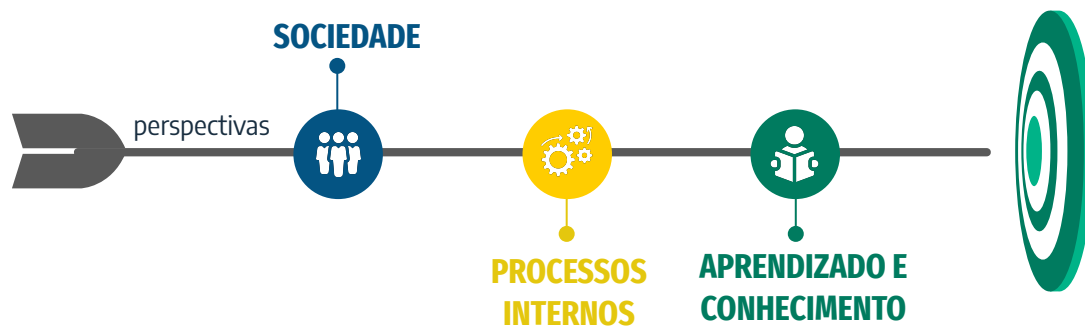 SOCIEDADE
perspectivas
PROCESSOS
INTERNOS
APRENDIZADO E
CONHECIMENTO